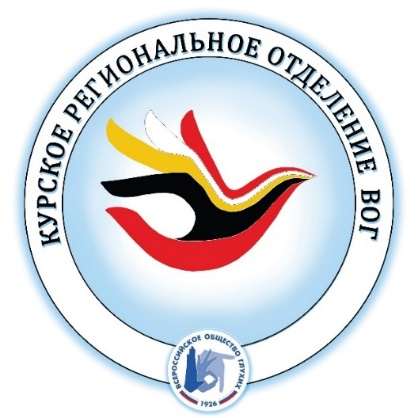 КУРСКОЕ РЕГИОНАЛЬНОЕ ОТДЕЛЕНИЕ ВОГ
ВСЕРОССИЙСКОЕ ОБЩЕСТВО ГЛУХИХ
1926